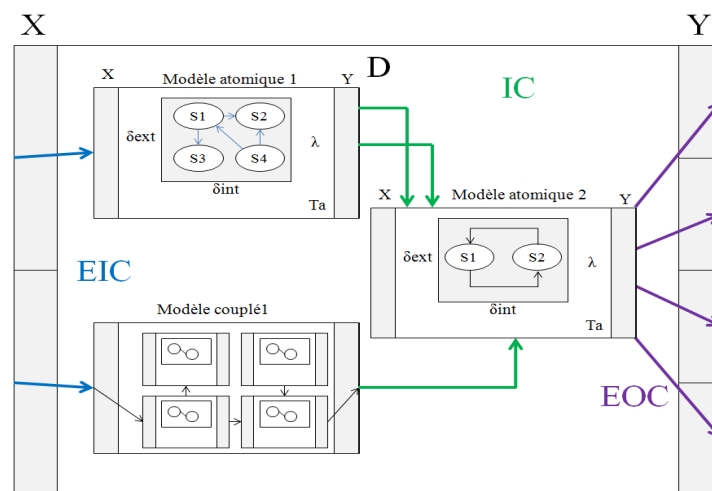 X
Y
D
Modèle atomique 1
X
Y
IC
S1
S2
δext
λ
S3
S4
δint
Ta
X
Modèle atomique 2
Y
EIC
δext
S1
S2
λ
δint
Modèle couplé1
Ta
EOC